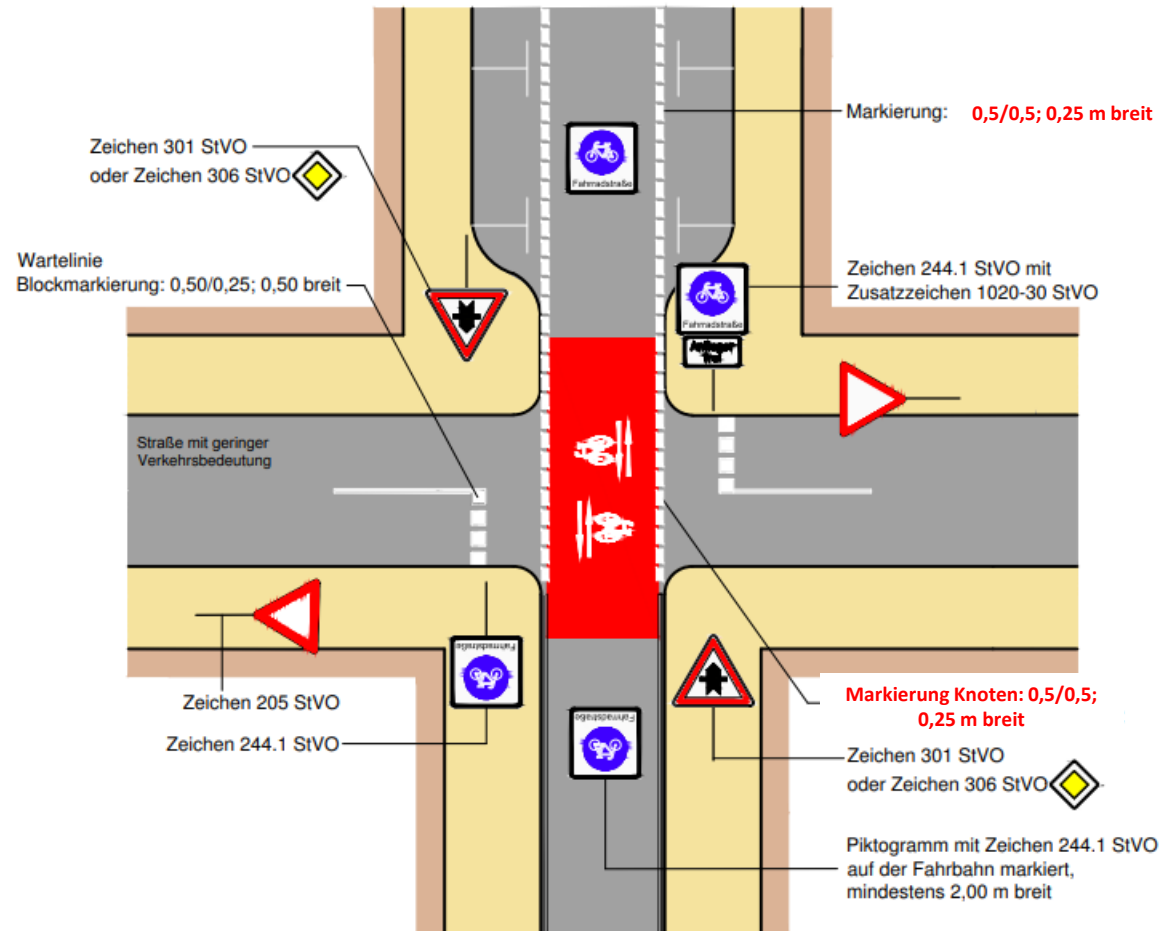 Markierung: 0,5/0,5; 0,25 m breit
Zeichen 301 StVO
oder Zeichen 306 StVO
Fahrradstraße
Wartelinie
Blockmarkierung: 0,50/0,25; 0,50 breit
Zeichen 244.1 StVO mit
Zusatzzeichen 1020-30 StVO
Fahrradstraße
Anlieger
frei
Straße mit geringer
Verkehrsbedeutung
Fahrradstraße
Zeichen 205 StVO
Zeichen 244.1 StVO
Fahrradstraße
Markierung Knoten: 0,5/0,5;
0,25 m breit
Zeichen 301 StVO
oder Zeichen 306 StVO
Piktogramm mit Zeichen 244.1 StVO
auf der Fahrbahn markiert,
mindestens 2,00 m breit